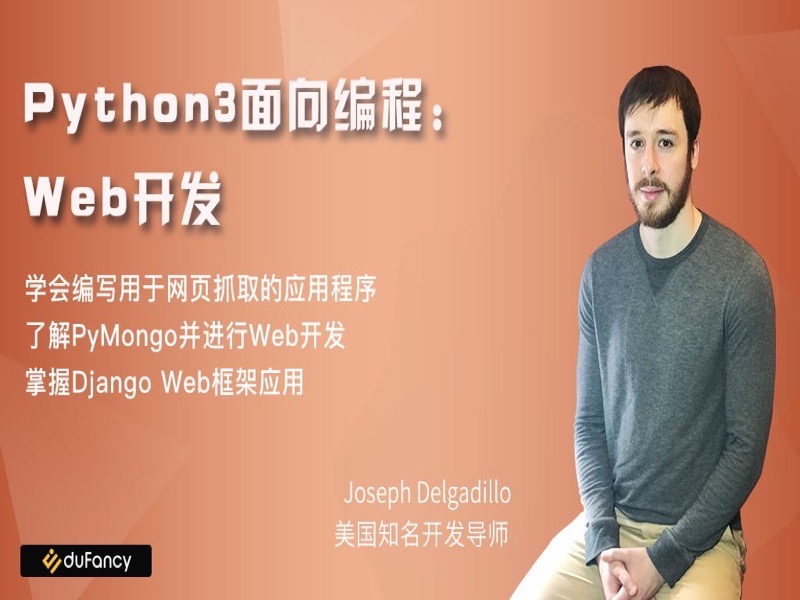 Python3面向编程：
Web开发
学会编写用于网页抓取的应用程序
了解PyMongo并进行Web开发
掌握Django Web框架应用
Joseph Delgadillo
美国知名开发导师
duFancy